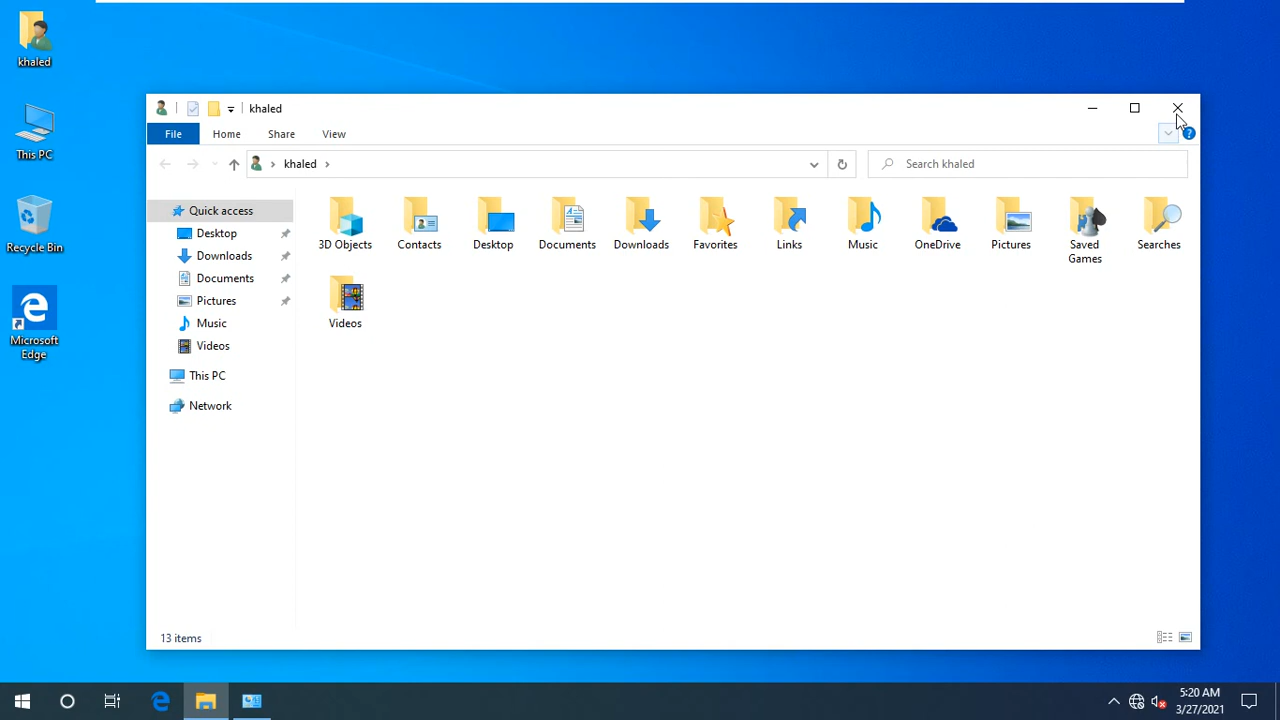 khaled
This PC
Recycle Bin
Microsoft
Edge
khaled
File Home Share View
khaled
Search khaled
Quick access
Desktop
Downloads
Documents
Pictures
Music
Videos
This PC
Network
3D Objects Contacts Desktop Documents Downloads Favorites Links Music OneDrive Pictures Saved Games Searches
Videos
13 items
5:20 AM
3/27/2021